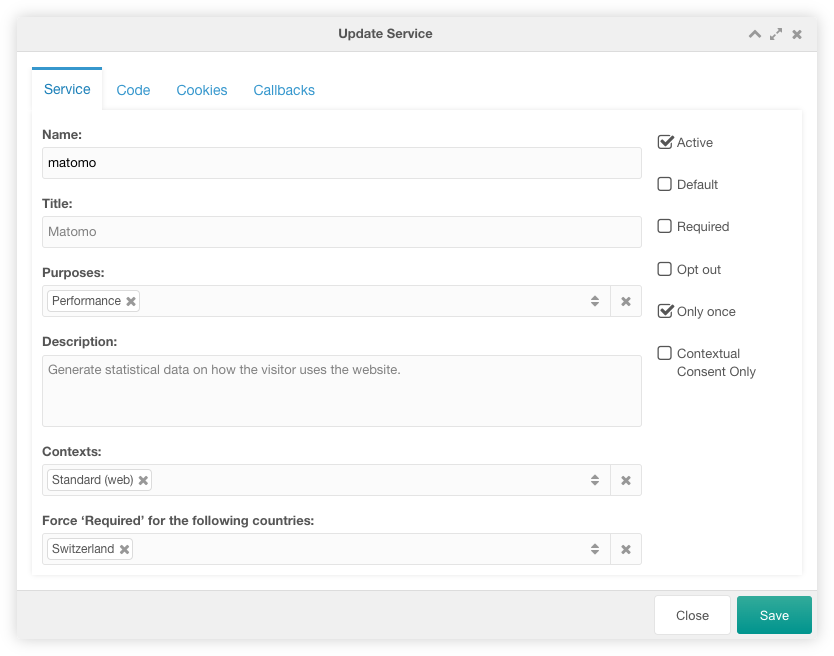 Update Service
Service
Code
Cookies
Callbacks
Name:
matomo
Title:
Matomo
Purposes:
Performance
Description:
Generate statistical data on how the visitor uses the website.
Contexts:
Standard (web)
Force ‘Required’ for the following countries:
Switzerland
Active
Default
Required
Opt out
Only once
Contextual
Consent Only
Close
Save